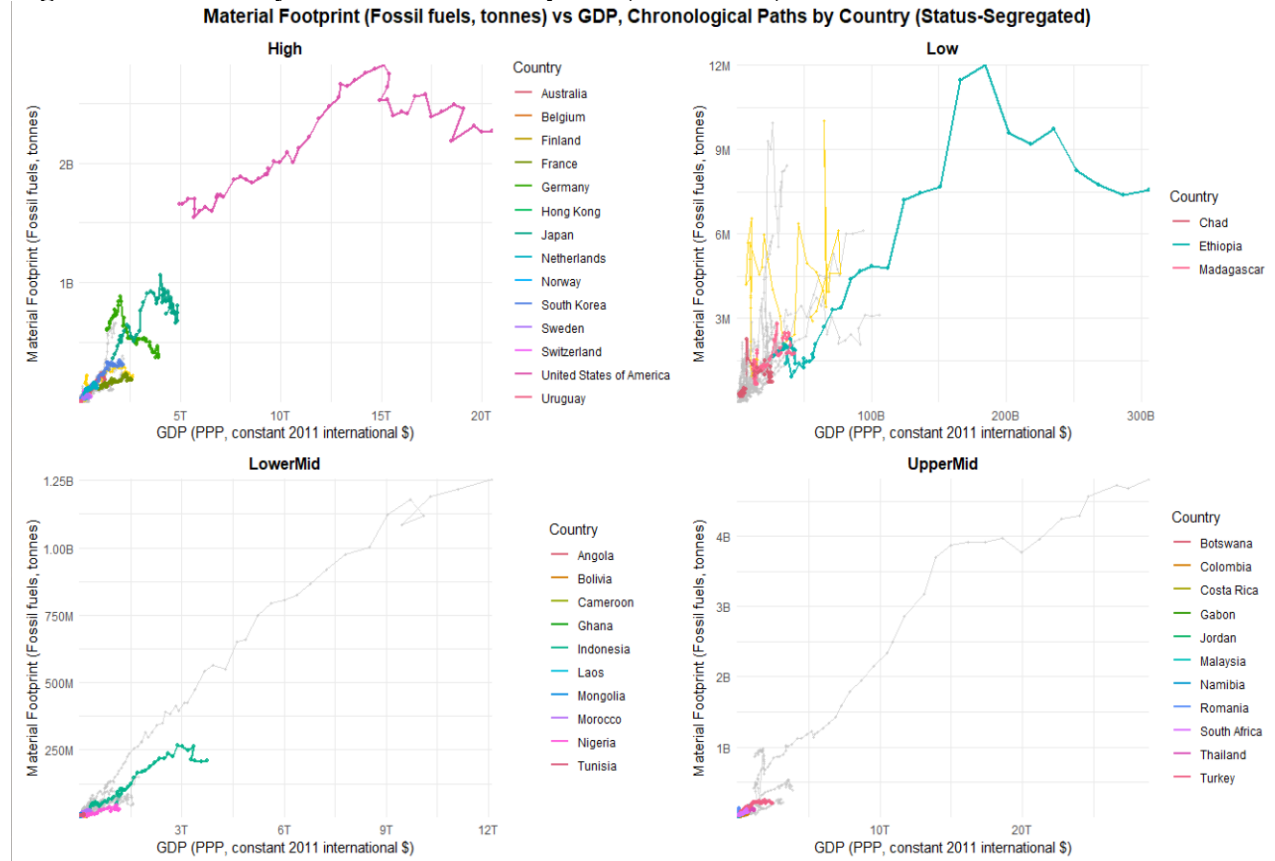 Material Footprint (Fossil fuels, tonnes) vs GDP, Chronological Paths by Country (Status-Segregated)
High
Material Footprint (Fossil fuels, tonnes)
2B
1B
5T
10T
15T
20T
GDP (PPP, constant 2011 international $)
Country
Australia
Belgium
Finland
France
Germany
Hong Kong
Japan
Netherlands
Norway
South Korea
Sweden
Switzerland
United States of America
Uruguay
Low
Material Footprint (Fossil fuels, tonnes)
12M
9M
6M
3M
100B
200B
300B
GDP (PPP, constant 2011 international $)
Country
Chad
Ethiopia
Madagascar
LowerMid
Material Footprint (Fossil fuels, tonnes)
1.25B
1.00B
750M
500M
250M
3T
6T
9T
12T
GDP (PPP, constant 2011 international $)
Country
Angola
Bolivia
Cameroon
Ghana
Indonesia
Laos
Mongolia
Morocco
Nigeria
Tunisia
UpperMid
Material Footprint (Fossil fuels, tonnes)
4B
3B
2B
1B
10T
20T
GDP (PPP, constant 2011 international $)
Country
Botswana
Colombia
Costa Rica
Gabon
Jordan
Malaysia
Namibia
Romania
South Africa
Thailand
Turkey